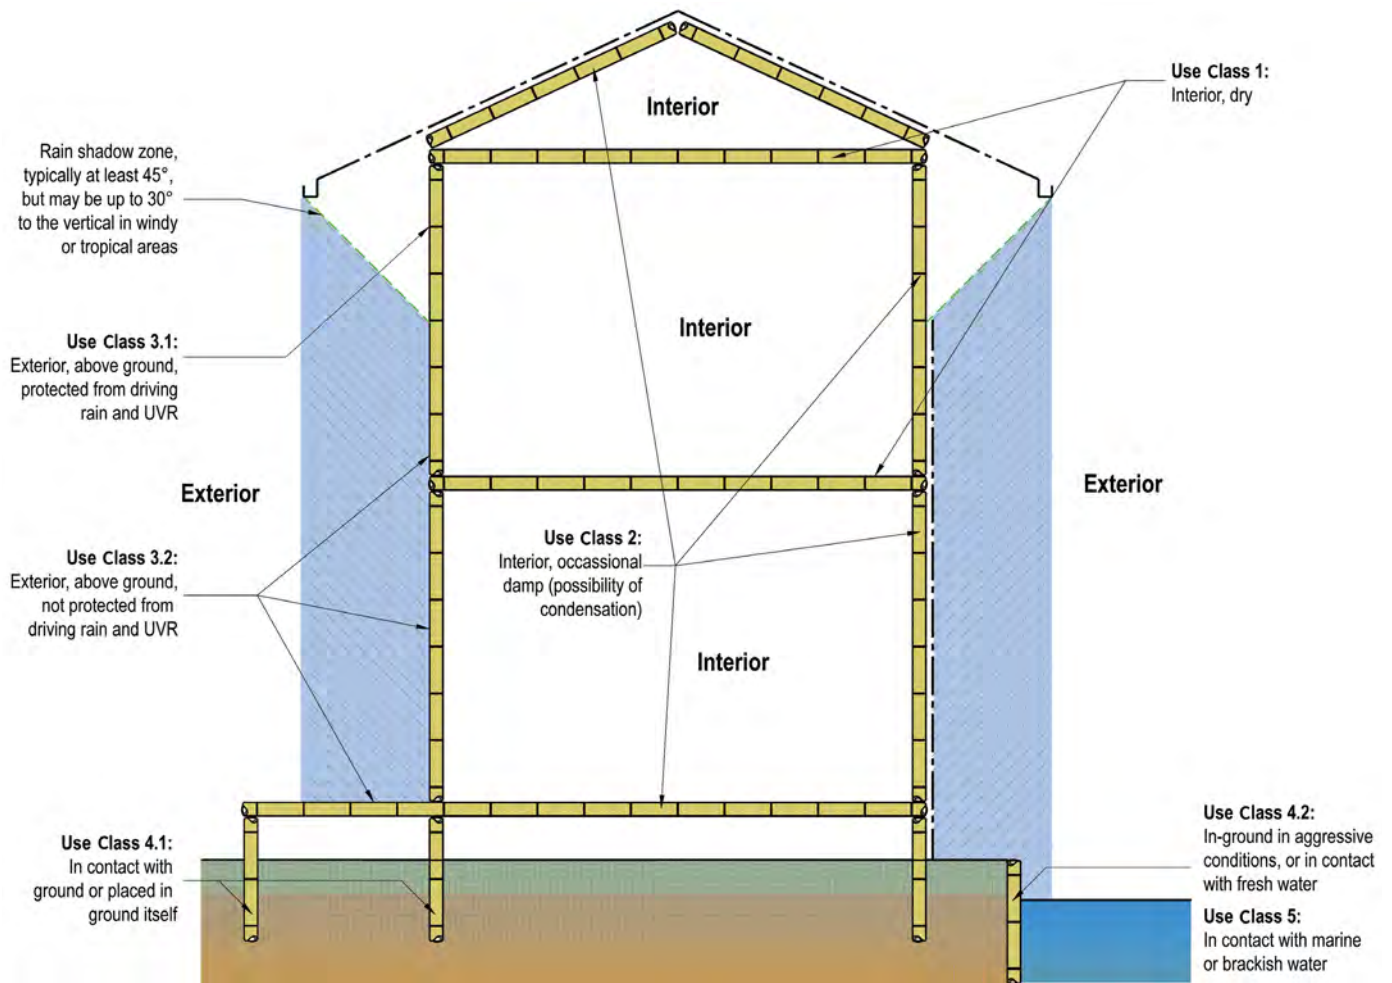 Use Class 1:
Interior, dry
Interior
Rain shadow zone,
typically at least 45°,
but may be up to 30°
to the vertical in windy
or tropical areas
Interior
Use Class 3.1:
Exterior, above ground,
protected from driving
rain and UVR
Exterior
Exterior
Use Class 2:
Interior, occassional
damp (possibility of
condensation)
Use Class 3.2:
Exterior, above ground,
not protected from
driving rain and UVR
Interior
Use Class 4.1:
In contact with
ground or placed in
ground itself
Use Class 4.2:
In-ground in aggressive
conditions, or in contact
with fresh water
Use Class 5:
In contact with marine
or brackish water